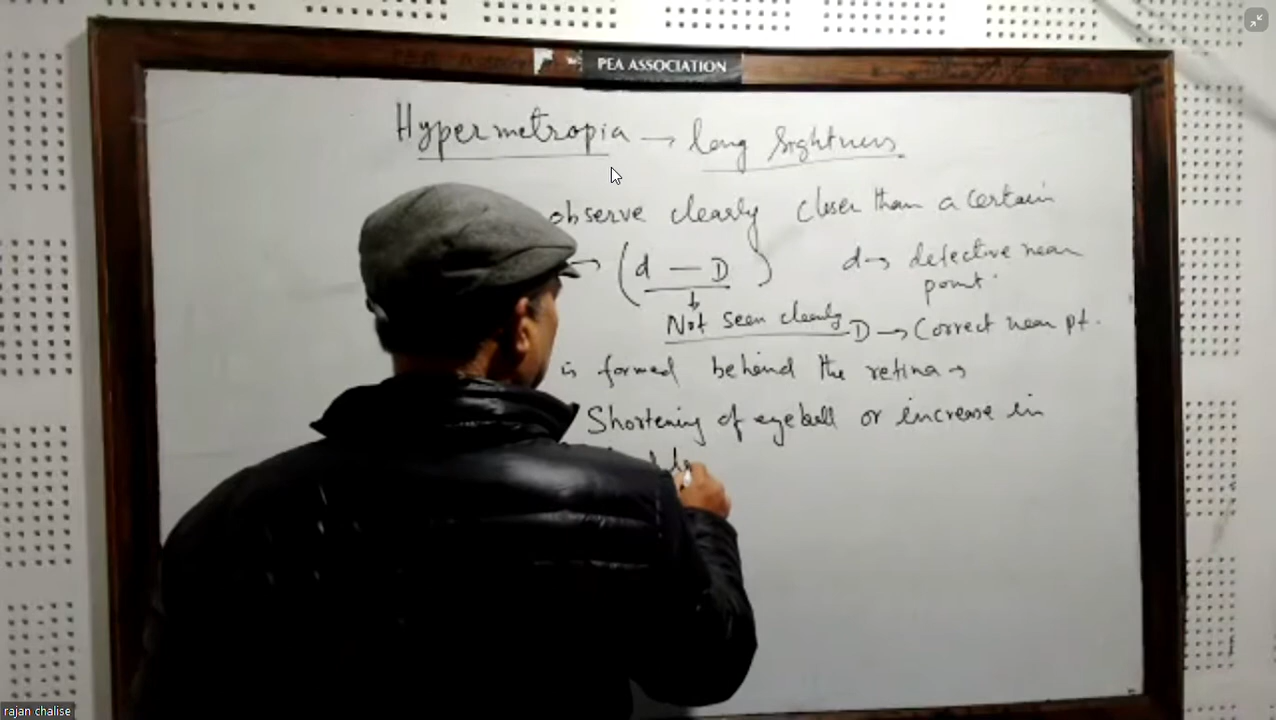 PEA ASSOCIATION
Hypermetropia → long Sightness
observe clearly closer than a certain
→ (d — D) d → defective near
point.
Not seen clearly D → Correct near pt.
is formed behind the retina →
Shortening of eyeball or increase in
rajan chalise